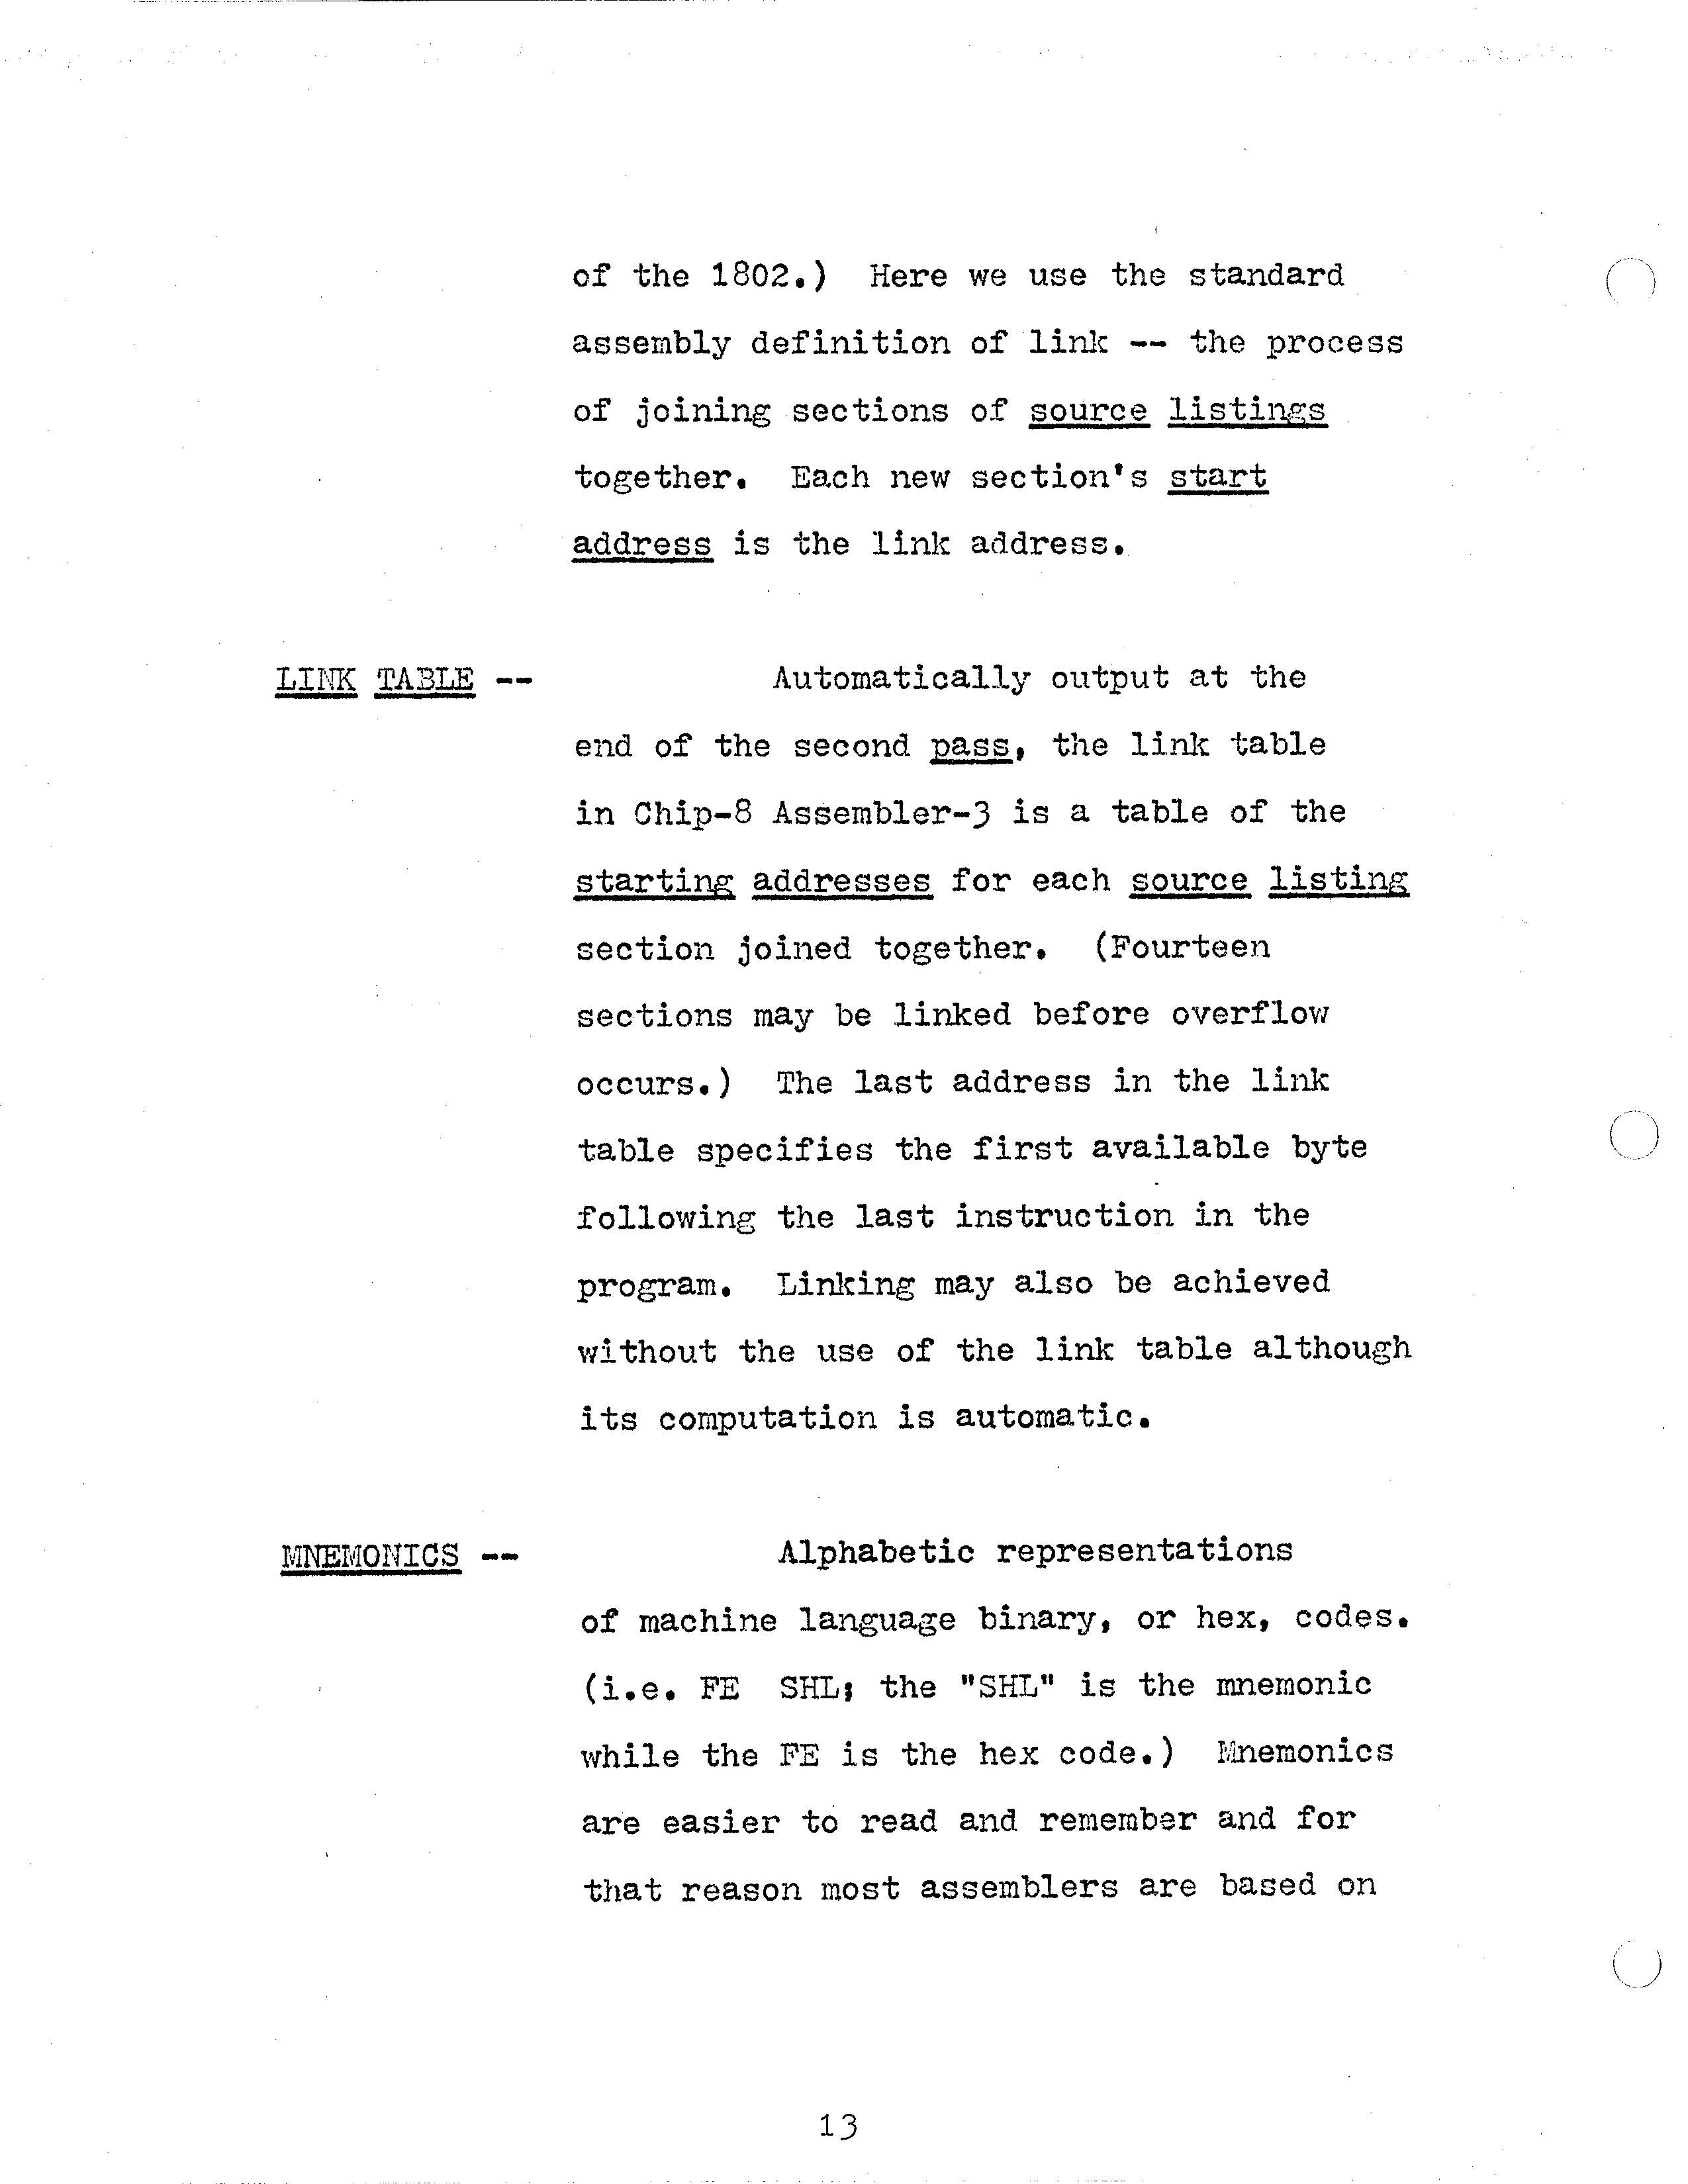 of the 1802.)  Here we use the standard
assembly definition of link -- the process
of joining sections of source listings
together.  Each new section's start
address is the link address.
LINK TABLE --          Automatically output at the
end of the second pass, the link table
in Chip-8 Assembler-3 is a table of the
starting addresses for each source listing
section joined together.  (Fourteen
sections may be linked before overflow
occurs.)  The last address in the link
table specifies the first available byte
following the last instruction in the
program.  Linking may also be achieved
without the use of the link table although
its computation is automatic.
MNEMONICS --          Alphabetic representations
of machine language binary, or hex, codes.
(i.e. FE  SHL; the "SHL" is the mnemonic
while the FE is the hex code.)  Mnemonics
are easier to read and remember and for
that reason most assemblers are based on
13